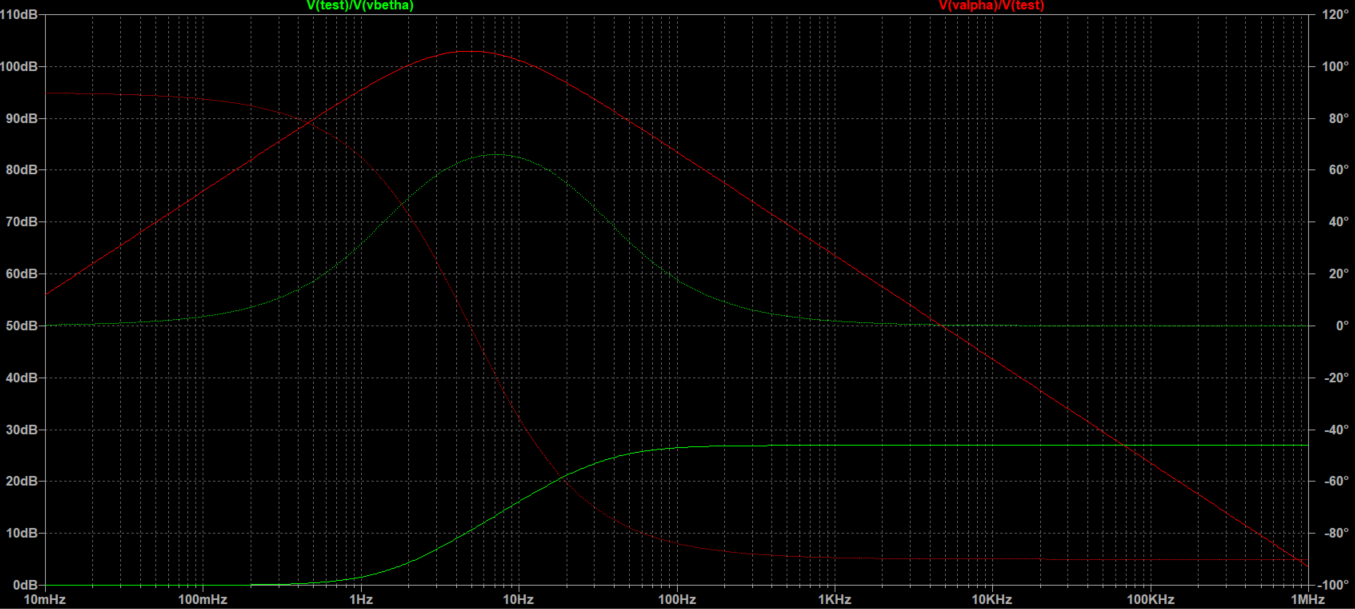 V(test)/V(vbetha) V(valpha)/V(test)
110dB 120°
100dB 100°
90dB 80°
80dB 60°
70dB 40°
60dB 20°
50dB 0°
40dB -20°
30dB -40°
20dB -60°
10dB -80°
0dB -100°
10mHz 100mHz 1Hz 10Hz 100Hz 1KHz 10KHz 100KHz 1MHz